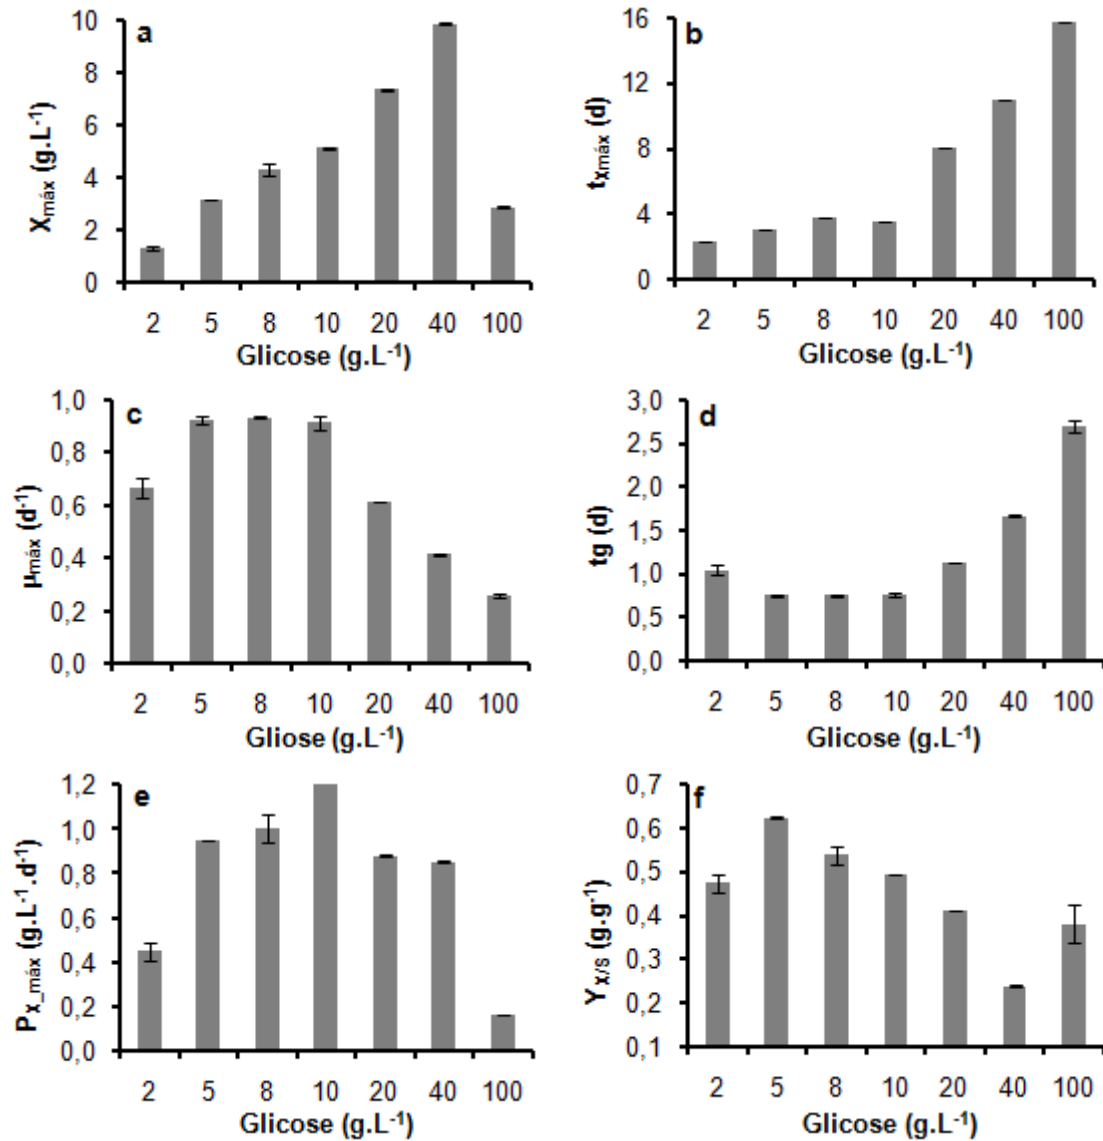 a
X máx (g.L-1)
10
8
6
4
2
0
2 5 8 10 20 40 100
Glicose (g.L-1)
b
tXmáx (d)
16
12
8
4
0
2 5 8 10 20 40 100
Glicose (g.L-1)
c
µmáx (d-1)
1,0
0,8
0,6
0,4
0,2
0,0
2 5 8 10 20 40 100
Gliose (g.L-1)
d
tg (d)
3,0
2,5
2,0
1,5
1,0
0,5
0,0
2 5 8 10 20 40 100
Glicose (g.L-1)
e
PX_máx (g.L-1.d-1)
1,2
1,0
0,8
0,6
0,4
0,2
0,0
2 5 8 10 20 40 100
Glicose (g.L-1)
f
YX/S (g.g-1)
0,7
0,6
0,5
0,4
0,3
0,2
0,1
2 5 8 10 20 40 100
Glicose (g.L-1)